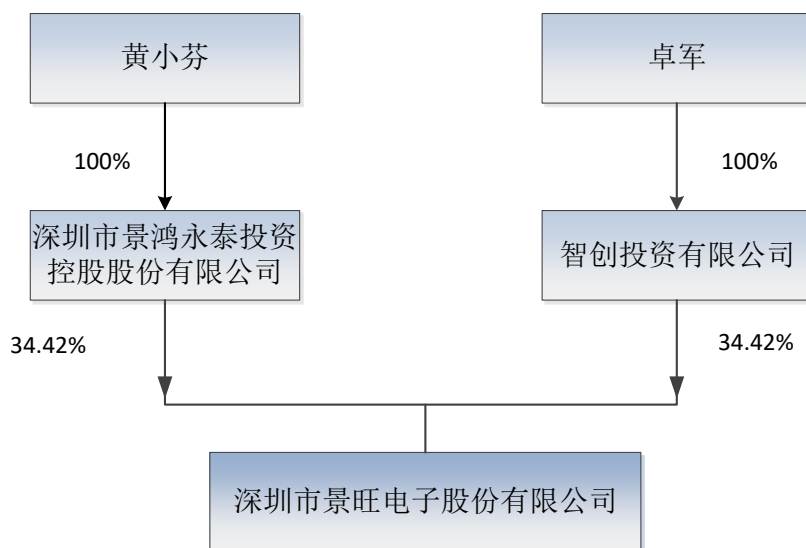 黄小芬
卓军
100%
100%
深圳市景鸿永泰投资
控股股份有限公司
智创投资有限公司
34.42%
34.42%
深圳市景旺电子股份有限公司